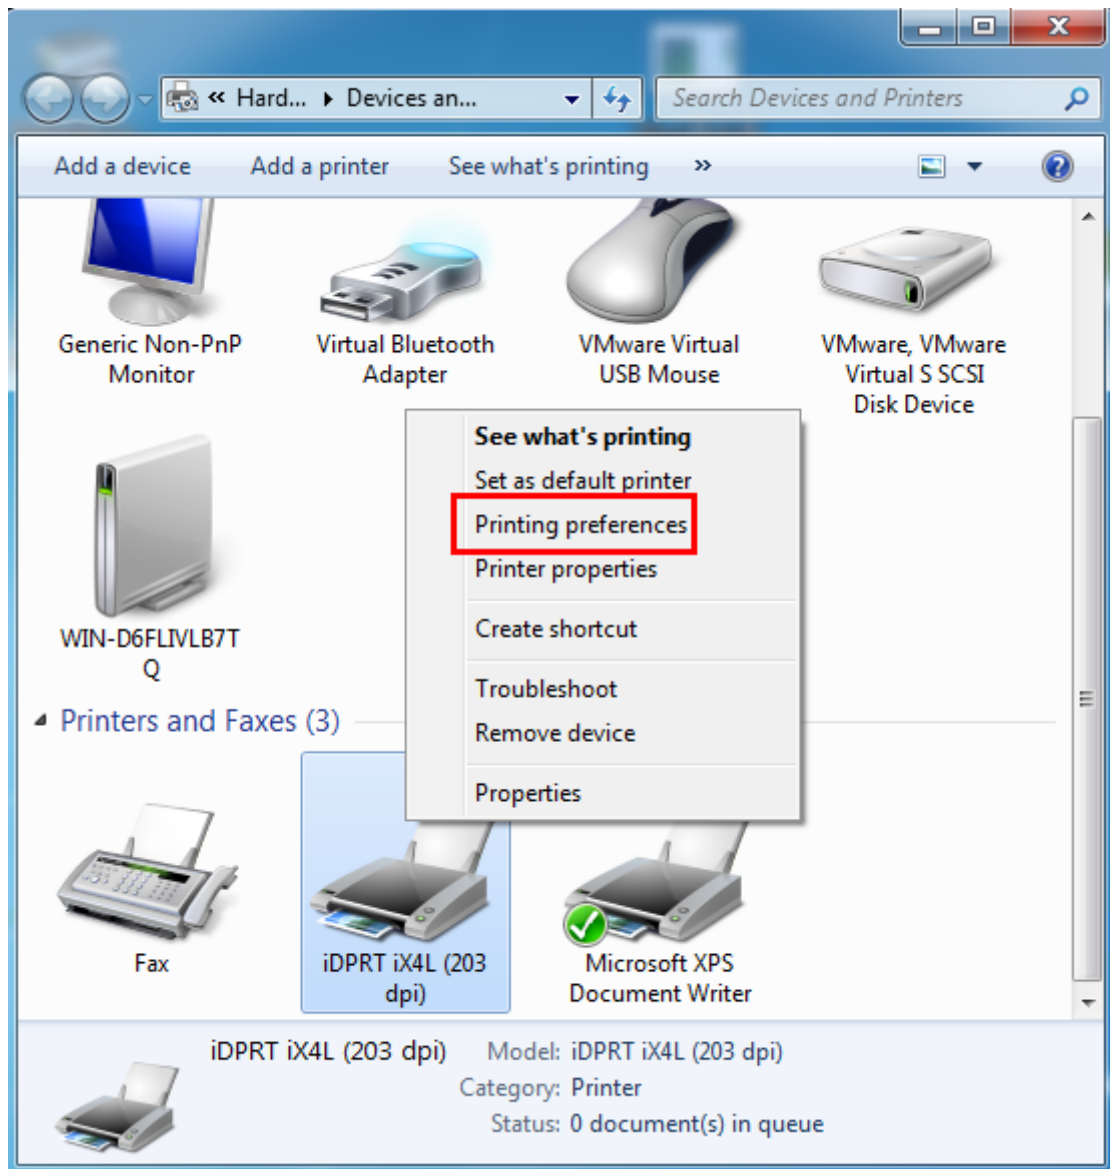 « Hard... ▸ Devices an...
Search Devices and Printers
Add a device Add a printer See what's printing »
Generic Non-PnP
Monitor
Virtual Bluetooth
Adapter
VMware Virtual
USB Mouse
VMware, VMware
Virtual S SCSI
Disk Device
WIN-D6FLIVLB7T
Q
See what's printing
Set as default printer
Printing preferences
Printer properties
Create shortcut
Troubleshoot
Remove device
Properties
Printers and Faxes (3)
Fax
iDPRT iX4L (203
dpi)
Microsoft XPS
Document Writer
iDPRT iX4L (203 dpi) Model: iDPRT iX4L (203 dpi)
Category: Printer
Status: 0 document(s) in queue